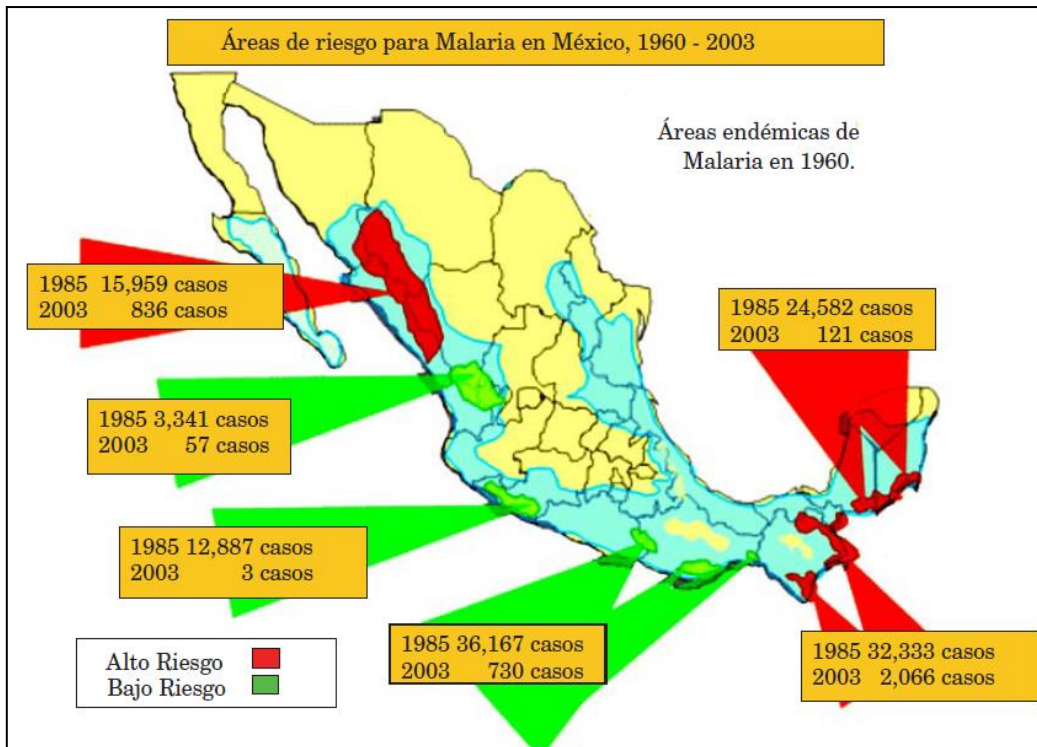 Áreas de riesgo para Malaria en México, 1960 - 2003
Áreas endémicas de
Malaria en 1960.
1985 15,959 casos
2003 836 casos
1985 24,582 casos
2003 121 casos
1985 3,341 casos
2003 57 casos
1985 12,887 casos
2003 3 casos
1985 36,167 casos
2003 730 casos
1985 32,333 casos
2003 2,066 casos
Alto Riesgo
Bajo Riesgo